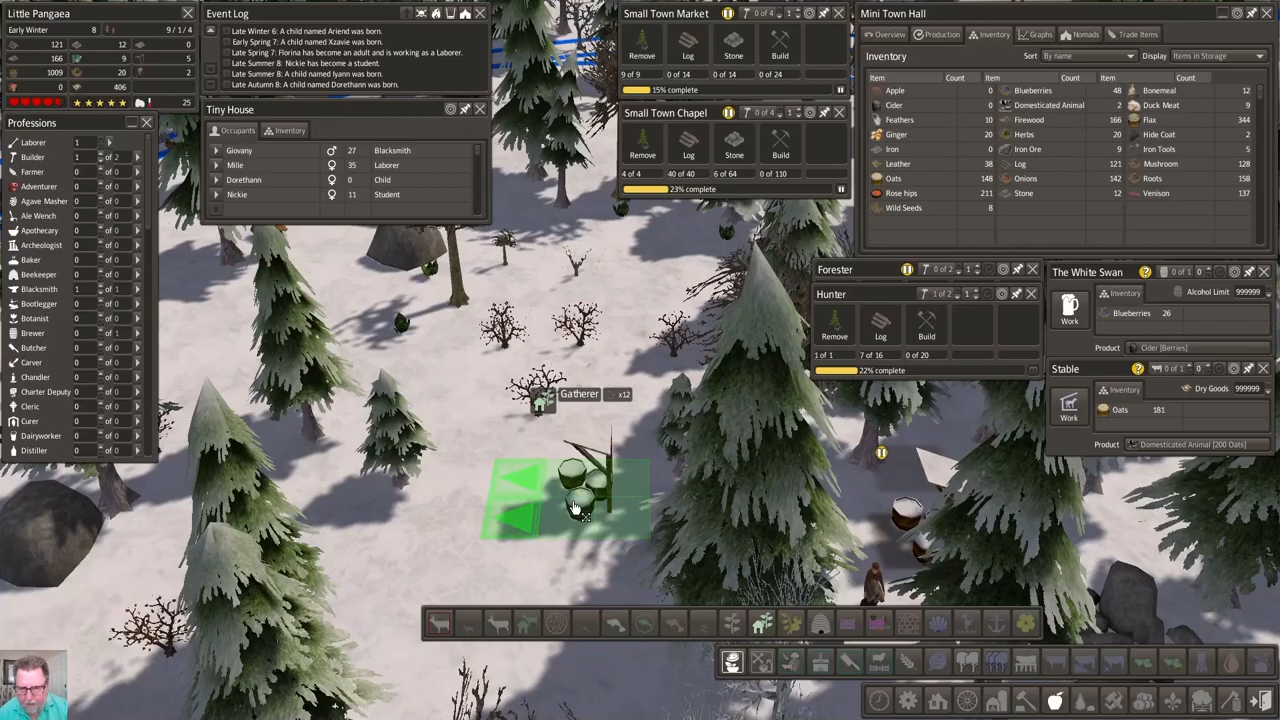 Little Pangaea
Early Winter 8 9/1/4
121 12 0
166 9 5
1009 20 2
0 406
25
Professions
Laborer 1
Builder 1 of 2
Farmer 0 of 0
Adventurer 0 of 0
Agave Master 0 of 0
Ale Wench 0 of 0
Apothecary 0 of 0
Archeologist 0 of 0
Baker 0 of 0
Beekeeper 0 of 0
Blacksmith 1 of 1
Bootlegger 0 of 0
Botanist 0 of 0
Brewer 0 of 1
Butcher 0 of 0
Carver 0 of 0
Chandler 0 of 0
Charter Deputy 0 of 0
Cleric 0 of 0
Curer 0 of 0
Dairyworker 0 of 0
Distiller 0 of 0
Event Log
Late Winter 6: A child named Ariend was born.
Early Spring 7: A child named Xzavie was born.
Late Spring 7: Florina has become an adult and is working as a Laborer.
Late Summer 8: Nickie has become a student.
Late Summer 8: A child named Iyann was born.
Late Autumn 8: A child named Dorethann was born.
Tiny House
Occupants Inventory
Giovany 27 Blacksmith
Mille 35 Laborer
Dorethann 0 Child
Nickie 11 Student
Small Town Market 0 of 4 1
Remove Log Stone Build
9 of 9 0 of 14 0 of 14 0 of 24
15% complete
Small Town Chapel 0 of 4 1
Remove Log Stone Build
4 of 4 40 of 40 6 of 64 0 of 110
23% complete
Mini Town Hall
Overview Production Inventory Graphs Nomads Trade Items
Inventory Sort By name Display Items in Storage
Item Count Item Count Item Count
Apple 0 Blueberries 48 Bonemeal 12
Cider 0 Domesticated Animal 2 Duck Meat 9
Feathers 10 Firewood 166 Flax 344
Ginger 20 Herbs 20 Hide Coat 2
Iron 0 Iron Ore 9 Iron Tools 5
Leather 38 Log 121 Mushroom 128
Oats 148 Onions 142 Roots 158
Rose hips 211 Stone 12 Venison 137
Wild Seeds 8
Forester 0 of 2 1
Hunter 1 of 2 1
Remove Log Build
1 of 1 7 of 16 0 of 20
22% complete
The White Swan 0 of 1 0
Inventory Alcohol Limit 999999
Work Blueberries 26
Product Cider [Berries]
Stable 0 of 1 0
Inventory Dry Goods 999999
Work Oats 181
Product Domesticated Animal [200 Oats]
Gatherer x12